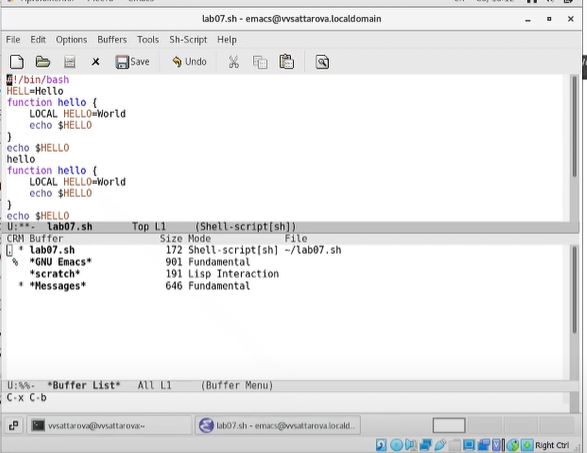 lab07.sh - emacs@vvsattarova.localdomain
File Edit Options Buffers Tools Sh-Script Help
Save Undo
#!/bin/bash
HELL=Hello
function hello {
LOCAL HELLO=World
echo $HELLO
}
echo $HELLO
hello
function hello {
LOCAL HELLO=World
echo $HELLO
}
echo $HELLO
U:**- lab07.sh Top L1 (Shell-script[sh])
CRM Buffer Size Mode File
. * lab07.sh 172 Shell-script[sh] ~/lab07.sh
% *GNU Emacs* 901 Fundamental
*scratch* 191 Lisp Interaction
* *Messages* 646 Fundamental
U:%%- *Buffer List* All L1 (Buffer Menu)
C-x C-b
vvsattarova@vvsattarova:~ lab07.sh - emacs@vvsattarova.locald...
Right Ctrl